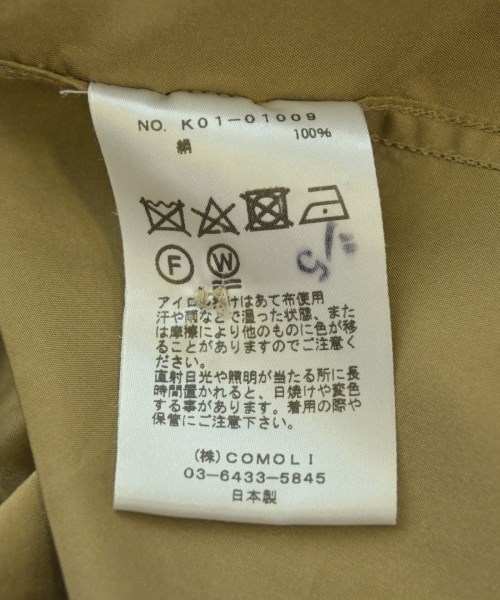 NO. K01-01009
絹 100%
F W
アイロン掛けはあて布使用
汗や雨などで湿った状態、また
は摩擦により他のものに色が移
ることがありますのでご注意く
ださい。
直射日光や照明が当たる所に長
時間置かれると、日焼けや変色
する事があります。着用の際や
保管にご注意下さい。
(株) COMOLI
03-6433-5845
日本製